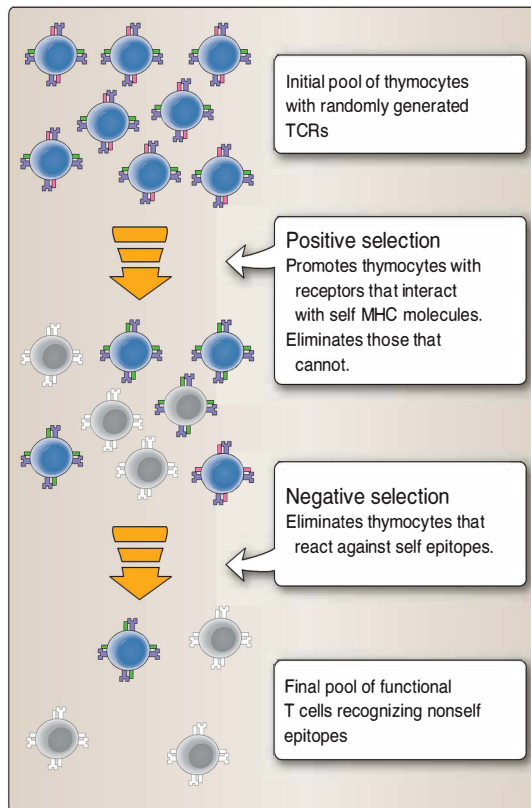 Initial pool of thymocytes
with randomly generated
TCRs
Positive selection
Promotes thymocytes with
receptors that interact
with self MHC molecules.
Eliminates those that
cannot.
Negative selection
Eliminates thymocytes that
react against self epitopes.
Final pool of functional
T cells recognizing nonself
epitopes